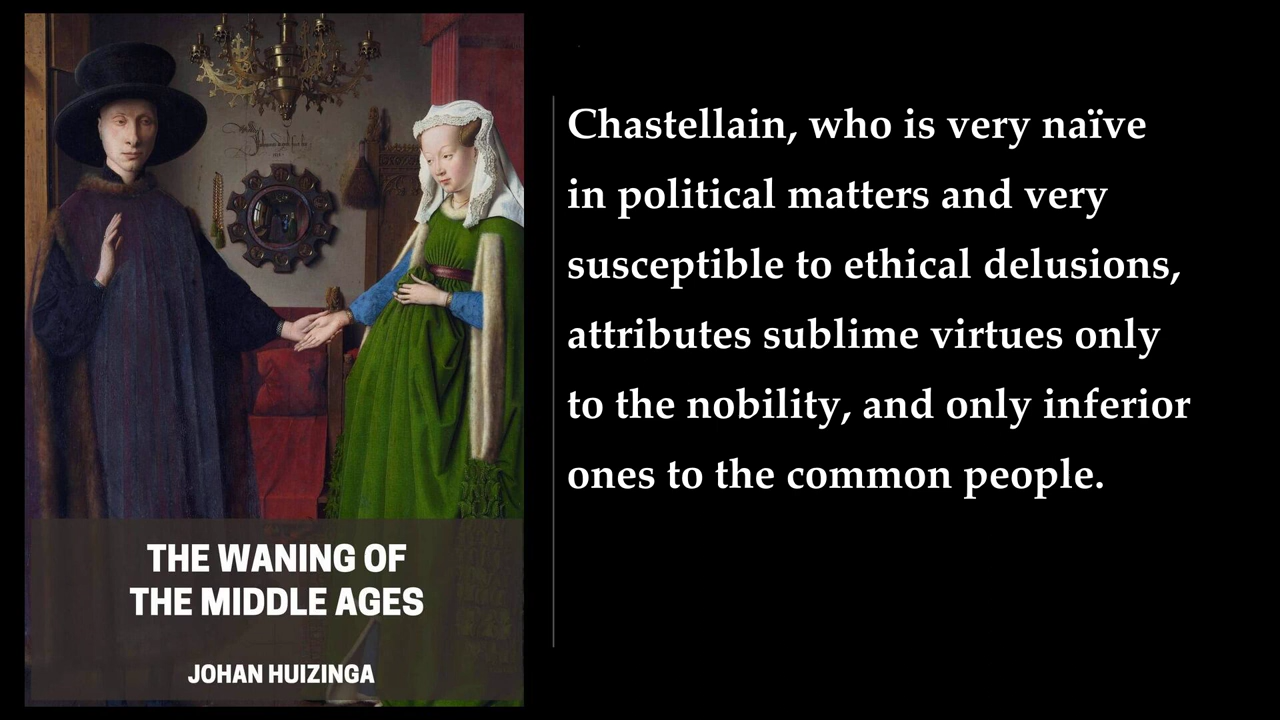 THE WANING OF
THE MIDDLE AGES
JOHAN HUIZINGA
Chastellain, who is very naïve
in political matters and very
susceptible to ethical delusions,
attributes sublime virtues only
to the nobility, and only inferior
ones to the common people.